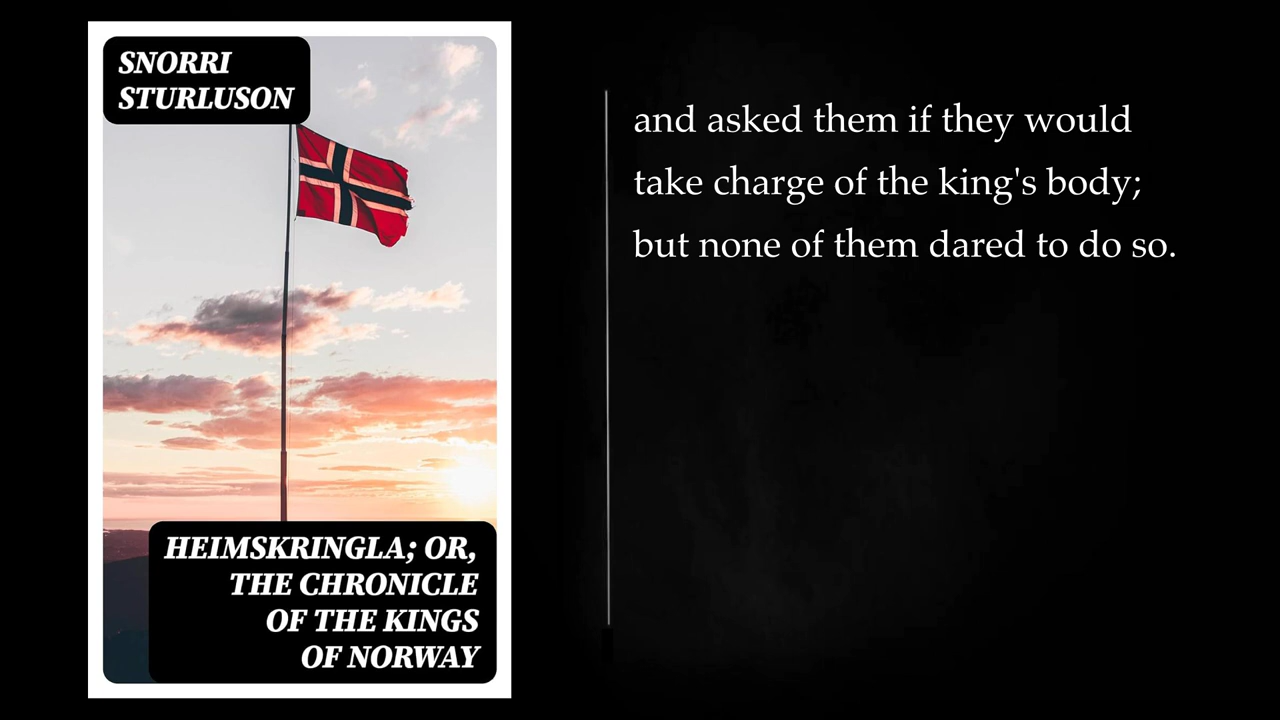 SNORRI
STURLUSON
HEIMSKRINGLA; OR,
THE CHRONICLE
OF THE KINGS
OF NORWAY
and asked them if they would
take charge of the king's body;
but none of them dared to do so.